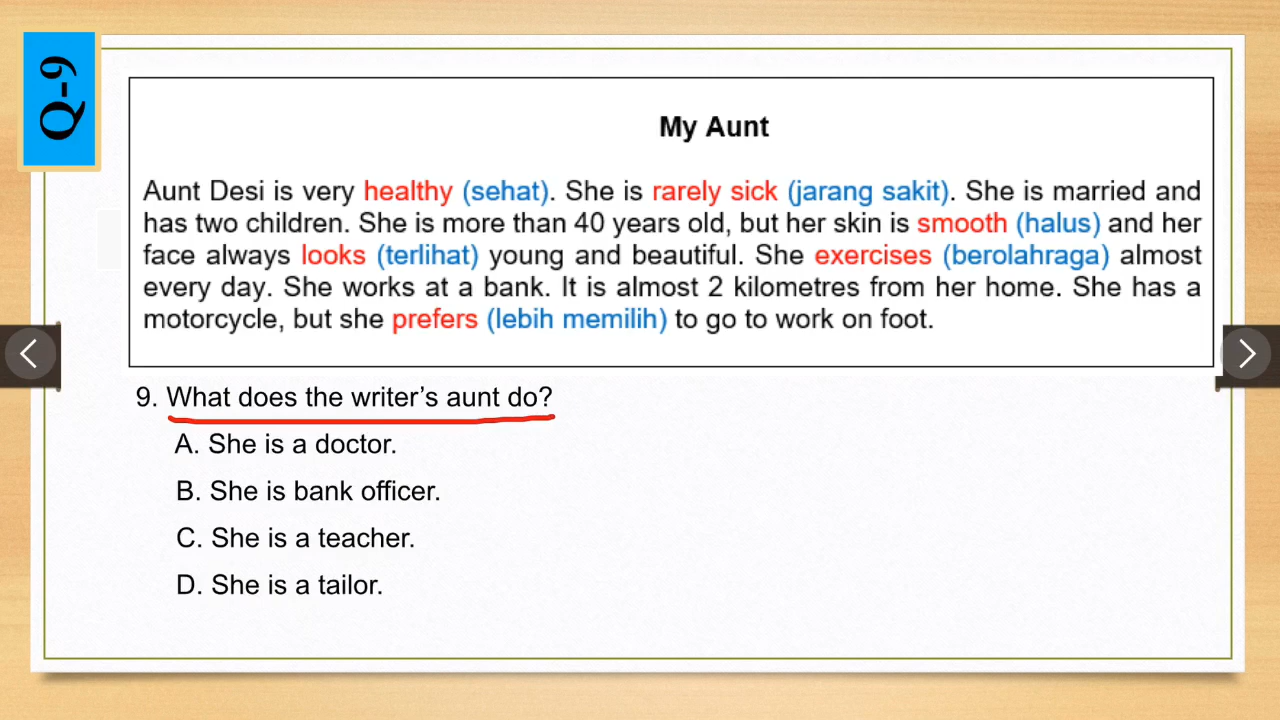 Q-9
My Aunt
Aunt Desi is very healthy (sehat). She is rarely sick (jarang sakit). She is married and
has two children. She is more than 40 years old, but her skin is smooth (halus) and her
face always looks (terlihat) young and beautiful. She exercises (berolahraga) almost
every day. She works at a bank. It is almost 2 kilometres from her home. She has a
motorcycle, but she prefers (lebih memilih) to go to work on foot.
9. What does the writer’s aunt do?
A. She is a doctor.
B. She is bank officer.
C. She is a teacher.
D. She is a tailor.